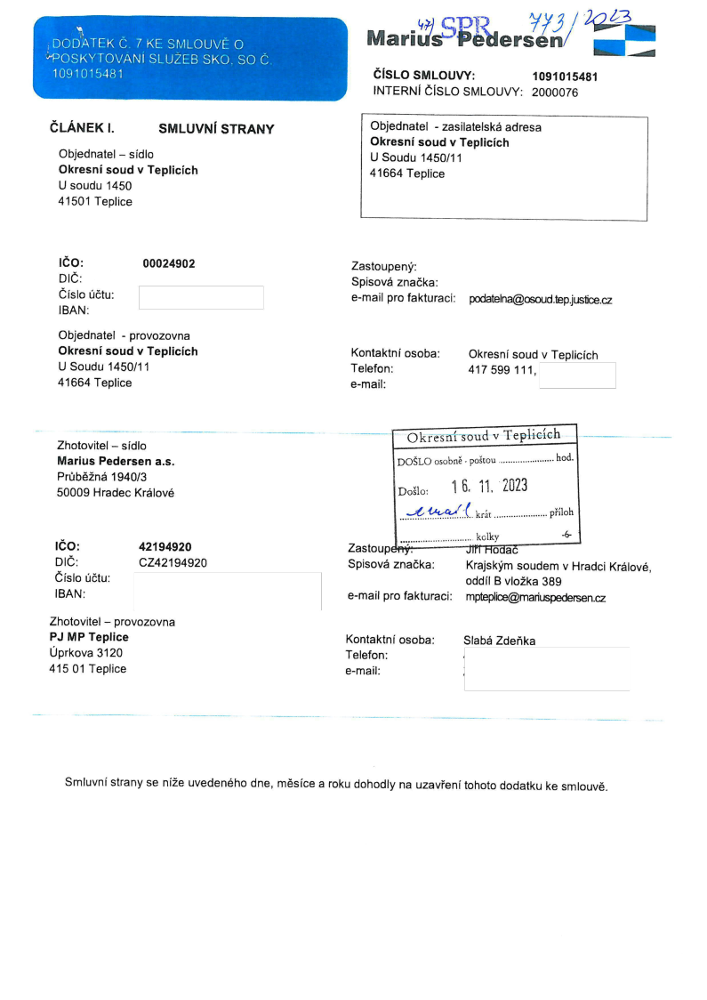 47 SPR 773/2023
DODATEK Č. 7 KE SMLOUVĚ O
POSKYTOVÁNÍ SLUŽEB SKO, SO Č.
1091015481
Marius Pedersen
ČÍSLO SMLOUVY: 1091015481
INTERNÍ ČÍSLO SMLOUVY: 2000076
ČLÁNEK I. SMLUVNÍ STRANY
Objednatel – sídlo
Okresní soud v Teplicích
U soudu 1450
41501 Teplice
Objednatel - zasilatelská adresa
Okresní soud v Teplicích
U Soudu 1450/11
41664 Teplice
IČO: 00024902
DIČ:
Číslo účtu:
IBAN:
Zastoupený:
Spisová značka:
e-mail pro fakturaci: podatelna@osoud.tep.justice.cz
Objednatel - provozovna
Okresní soud v Teplicích
U Soudu 1450/11
41664 Teplice
Kontaktní osoba: Okresní soud v Teplicích
Telefon: 417 599 111,
e-mail:
Zhotovitel – sídlo
Marius Pedersen a.s.
Průběžná 1940/3
50009 Hradec Králové
Okresní soud v Teplicích
DOŠLO osobně - poštou ...................... hod.
Došlo: 16. 11. 2023
email krát .................... příloh
........................... kolky -6-
IČO: 42194920
DIČ: CZ42194920
Číslo účtu:
IBAN:
Zastoupený: Jiří Hodač
Spisová značka: Krajským soudem v Hradci Králové,
oddíl B vložka 389
e-mail pro fakturaci: mpteplice@mariuspedersen.cz
Zhotovitel – provozovna
PJ MP Teplice
Úprkova 3120
415 01 Teplice
Kontaktní osoba: Slabá Zdeňka
Telefon:
e-mail:
Smluvní strany se níže uvedeného dne, měsíce a roku dohodly na uzavření tohoto dodatku ke smlouvě.